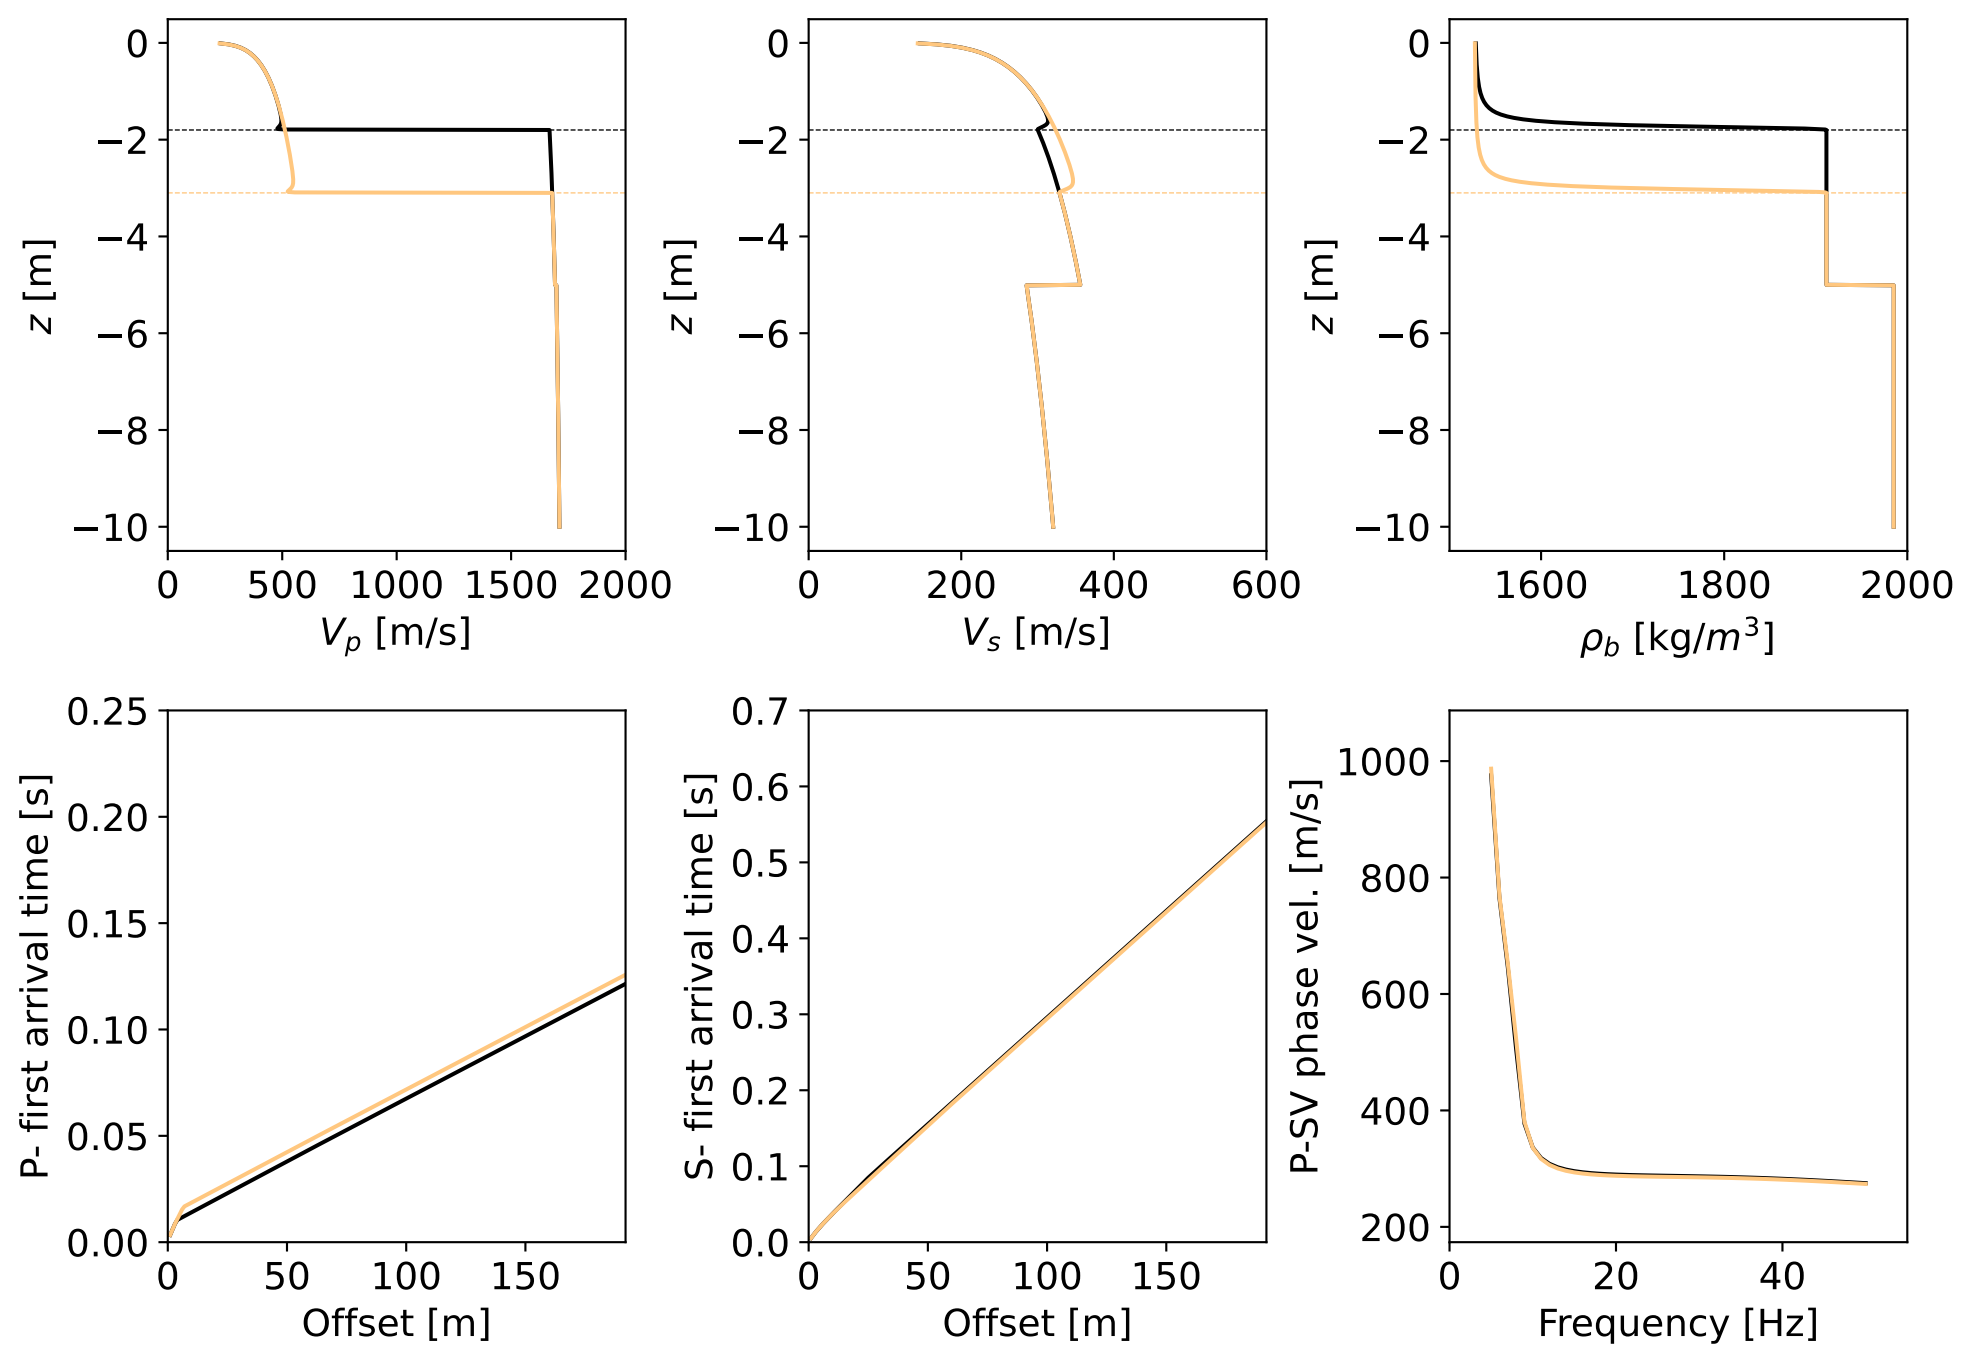 0
−2
−4
−6
−8
−10
z [m]
0 500 1000 1500 2000
V_p [m/s]
0
−2
−4
−6
−8
−10
z [m]
0 200 400 600
V_s [m/s]
0
−2
−4
−6
−8
−10
z [m]
1600 1800 2000
ρ_b [kg/m³]
0.25
0.20
0.15
0.10
0.05
0.00
P- first arrival time [s]
0 50 100 150
Offset [m]
0.7
0.6
0.5
0.4
0.3
0.2
0.1
0.0
S- first arrival time [s]
0 50 100 150
Offset [m]
1000
800
600
400
200
P-SV phase vel. [m/s]
0 20 40
Frequency [Hz]